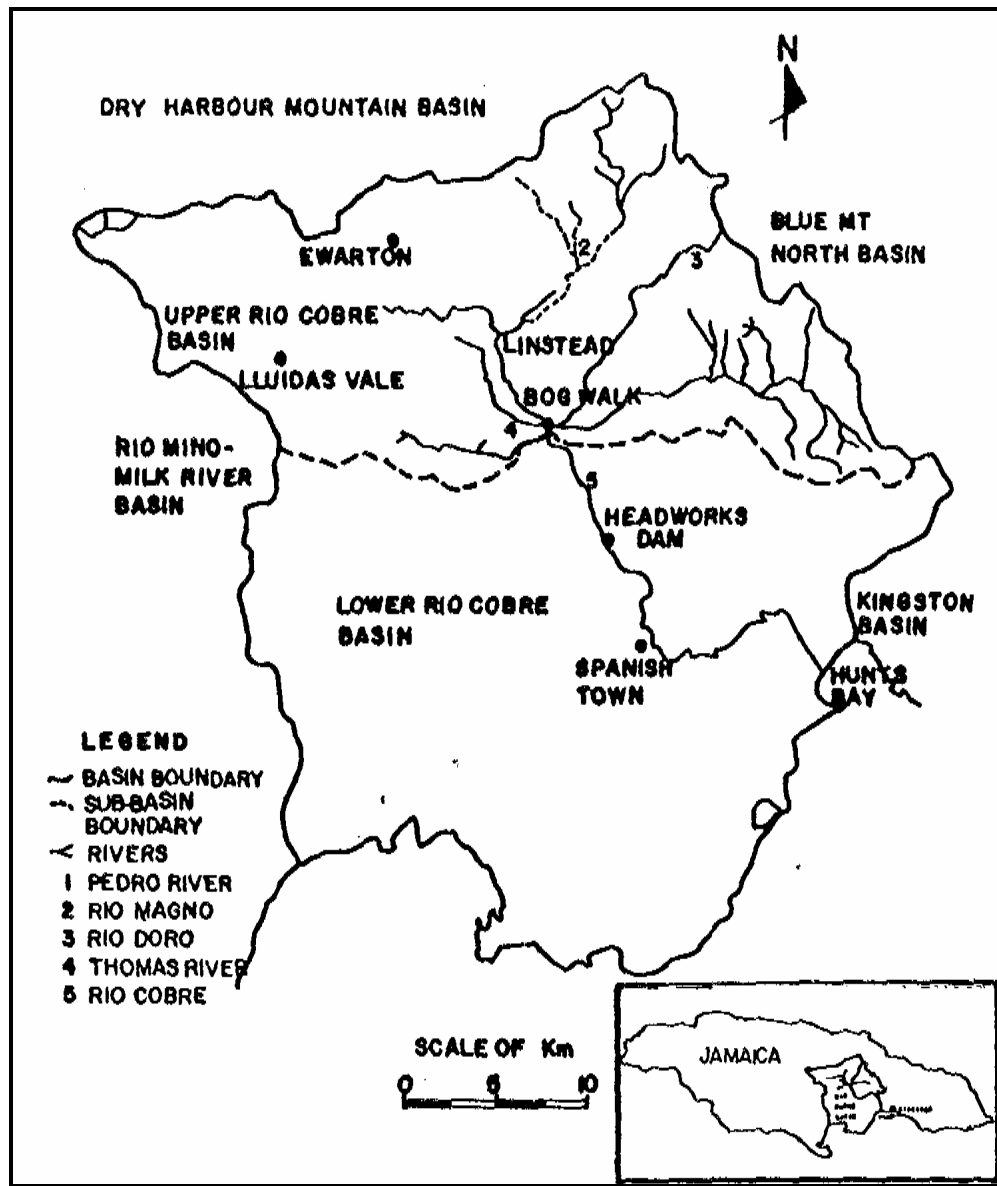 N
DRY HARBOUR MOUNTAIN BASIN
BLUE MT
NORTH BASIN
EWARTON
2
3
UPPER RIO COBRE
BASIN
LINSTEAD
LLUIDAS VALE
BOG WALK
4
RIO MINO-
MILK RIVER
BASIN
5
HEADWORKS
DAM
LOWER RIO COBRE
BASIN
KINGSTON
BASIN
SPANISH
TOWN
HUNTS
BAY
LEGEND
BASIN BOUNDARY
SUB-BASIN
BOUNDARY
RIVERS
1 PEDRO RIVER
2 RIO MAGNO
3 RIO DORO
4 THOMAS RIVER
5 RIO COBRE
SCALE OF Km
0 5 10
JAMAICA